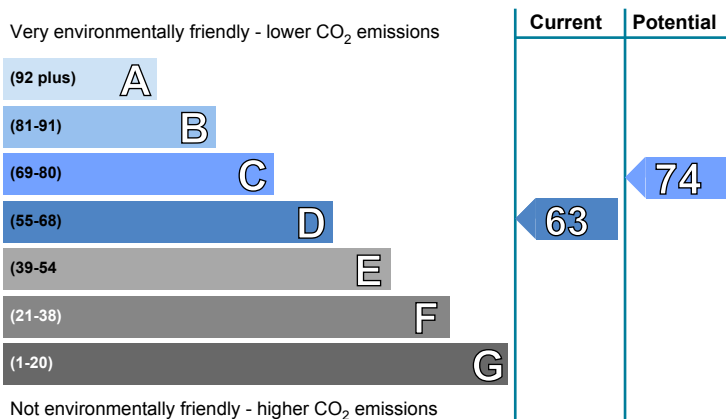 Current Potential
Very environmentally friendly - lower CO2 emissions
(92 plus) A
(81-91) B
(69-80) C
74
(55-68) D
63
(39-54 E
(21-38) F
(1-20) G
Not environmentally friendly - higher CO2 emissions